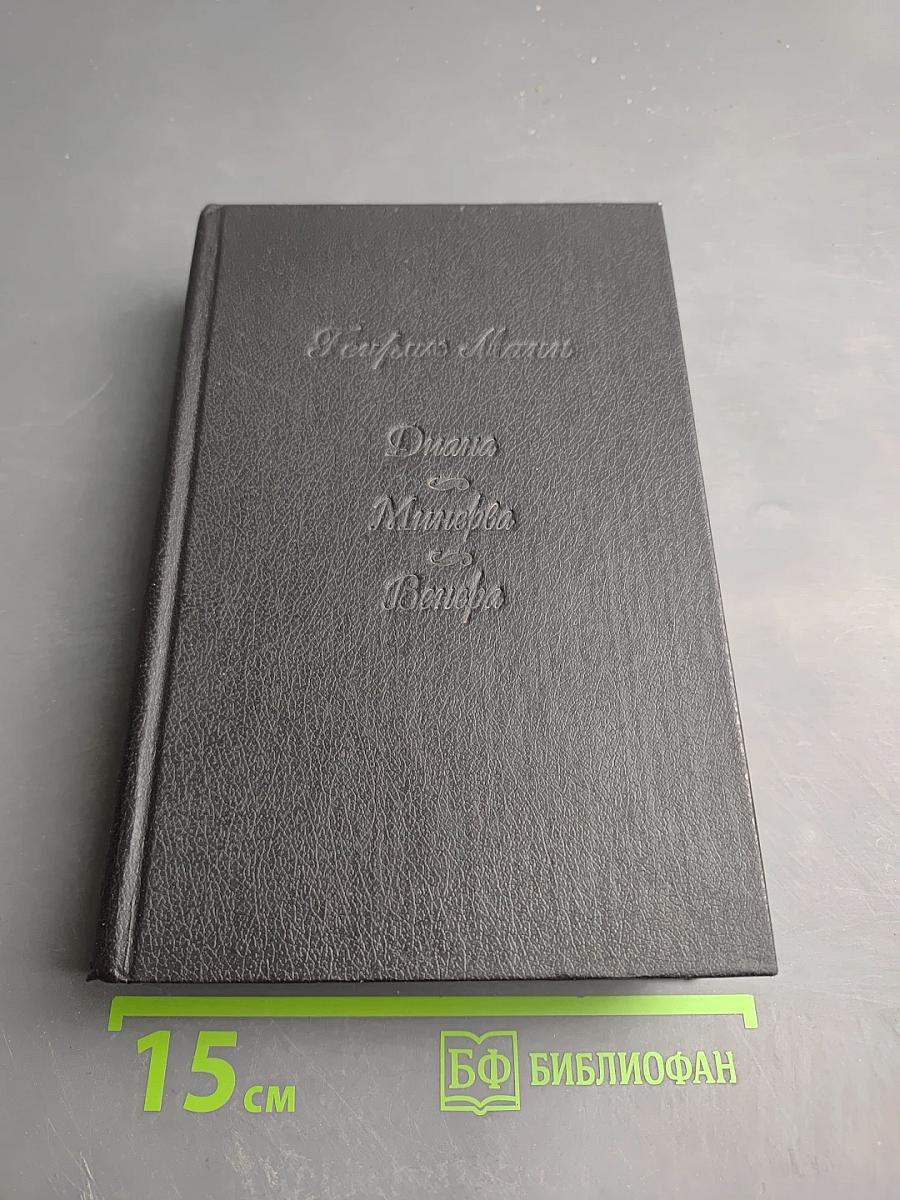 Генрих Манн
Диана
Минерва
Венера
15 см
БФ БИБЛИОФАН